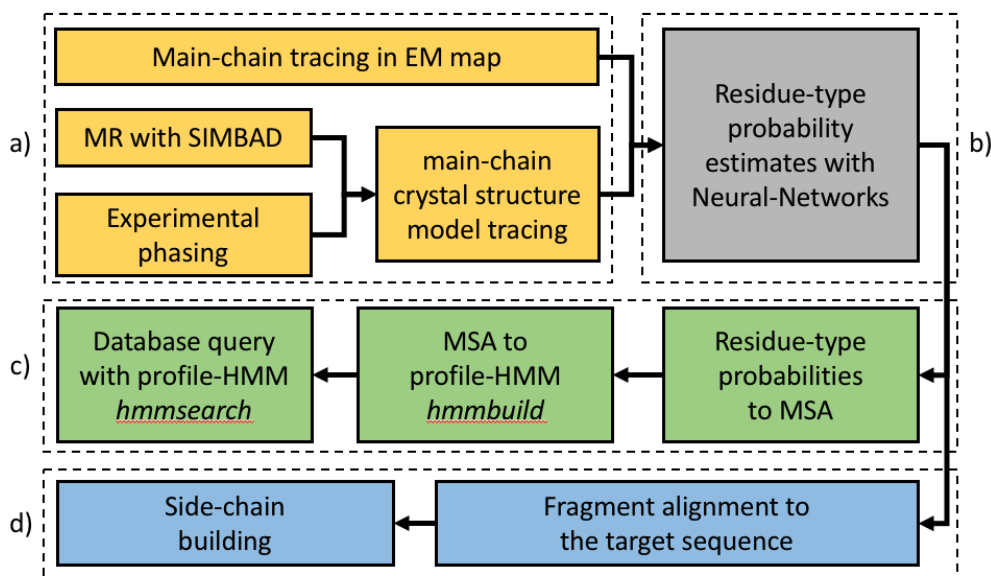 a)
Main-chain tracing in EM map
MR with SIMBAD
Experimental
phasing
main-chain
crystal structure
model tracing
Residue-type
probability
estimates with
Neural-Networks
b)
c)
Database query
with profile-HMM
hmmsearch
MSA to
profile-HMM
hmmbuild
Residue-type
probabilities
to MSA
d)
Side-chain
building
Fragment alignment to
the target sequence